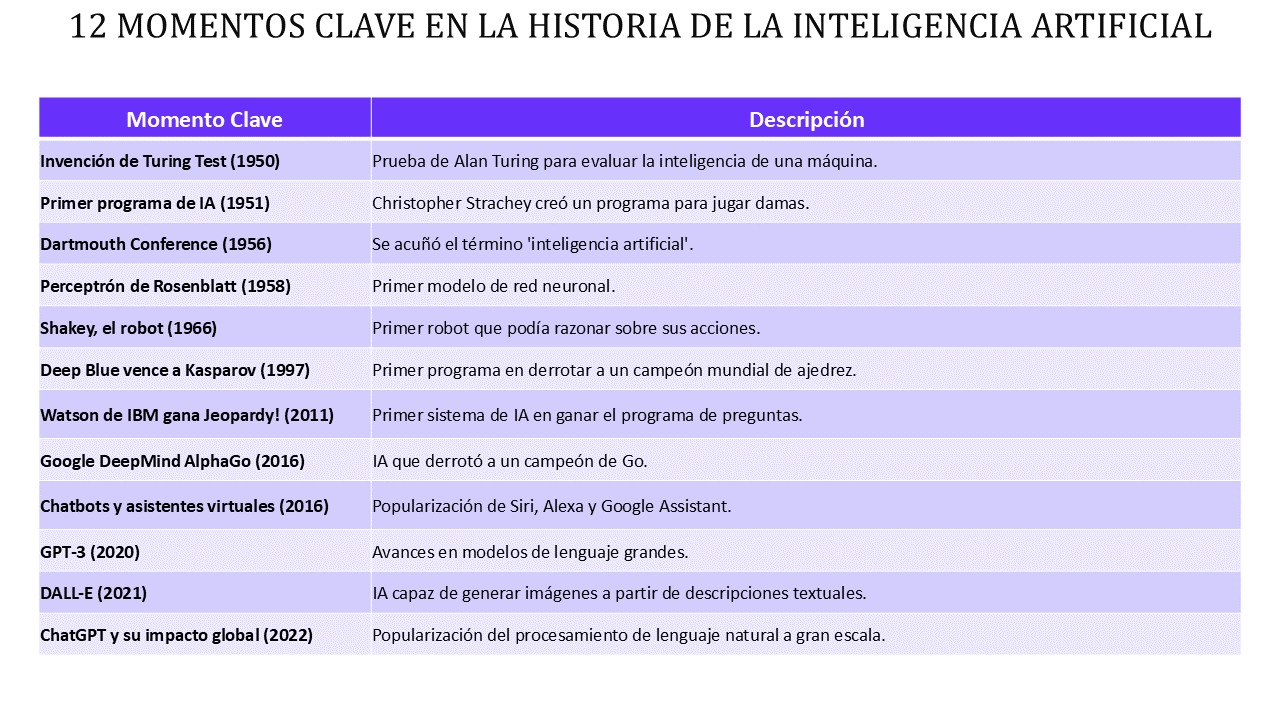 12 MOMENTOS CLAVE EN LA HISTORIA DE LA INTELIGENCIA ARTIFICIAL
Momento Clave Descripción
Invención de Turing Test (1950) Prueba de Alan Turing para evaluar la inteligencia de una máquina.
Primer programa de IA (1951) Christopher Strachey creó un programa para jugar damas.
Dartmouth Conference (1956) Se acuñó el término 'inteligencia artificial'.
Perceptrón de Rosenblatt (1958) Primer modelo de red neuronal.
Shakey, el robot (1966) Primer robot que podía razonar sobre sus acciones.
Deep Blue vence a Kasparov (1997) Primer programa en derrotar a un campeón mundial de ajedrez.
Watson de IBM gana Jeopardy! (2011) Primer sistema de IA en ganar el programa de preguntas.
Google DeepMind AlphaGo (2016) IA que derrotó a un campeón de Go.
Chatbots y asistentes virtuales (2016) Popularización de Siri, Alexa y Google Assistant.
GPT-3 (2020) Avances en modelos de lenguaje grandes.
DALL-E (2021) IA capaz de generar imágenes a partir de descripciones textuales.
ChatGPT y su impacto global (2022) Popularización del procesamiento de lenguaje natural a gran escala.